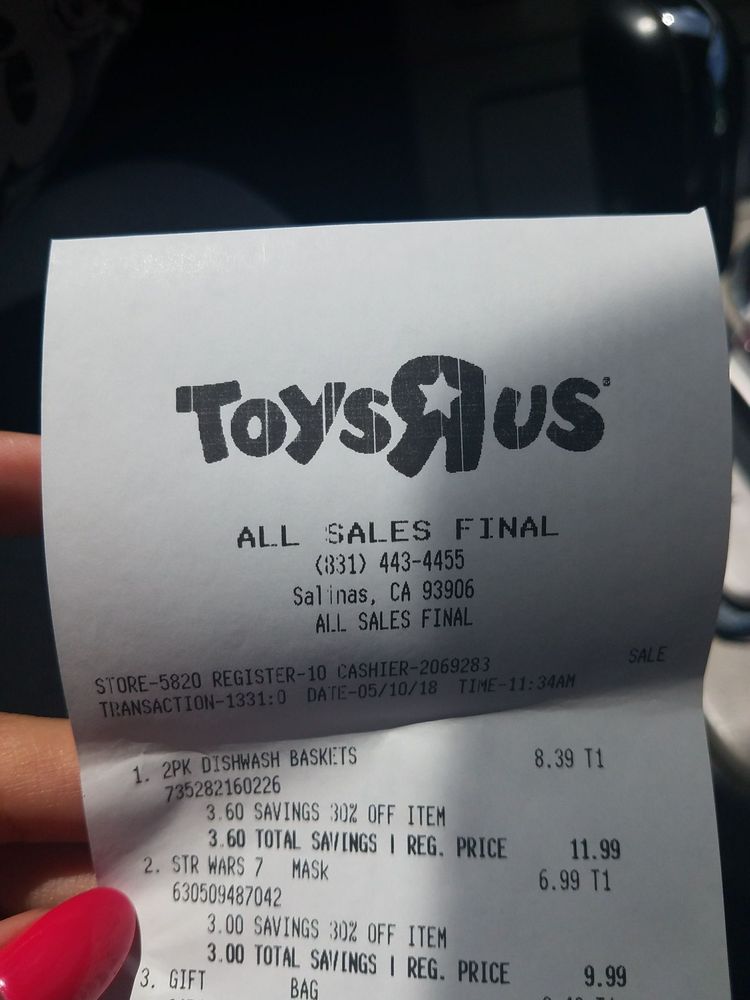 TOYS R US®
ALL SALES FINAL
(831) 443-4455
Salinas, CA 93906
ALL SALES FINAL
SALE
STORE-5820 REGISTER-10 CASHIER-2069283
TRANSACTION-1331:0 DATE-05/10/18 TIME-11:34AM
1. 2PK DISHWASH BASKETS 8.39 T1
735282160226
3.60 SAVINGS 30% OFF ITEM
3.60 TOTAL SAVINGS | REG. PRICE 11.99
2. STR WARS 7 MASK 6.99 T1
630509487042
3.00 SAVINGS 30% OFF ITEM
3.00 TOTAL SAVINGS | REG. PRICE 9.99
3. GIFT BAG